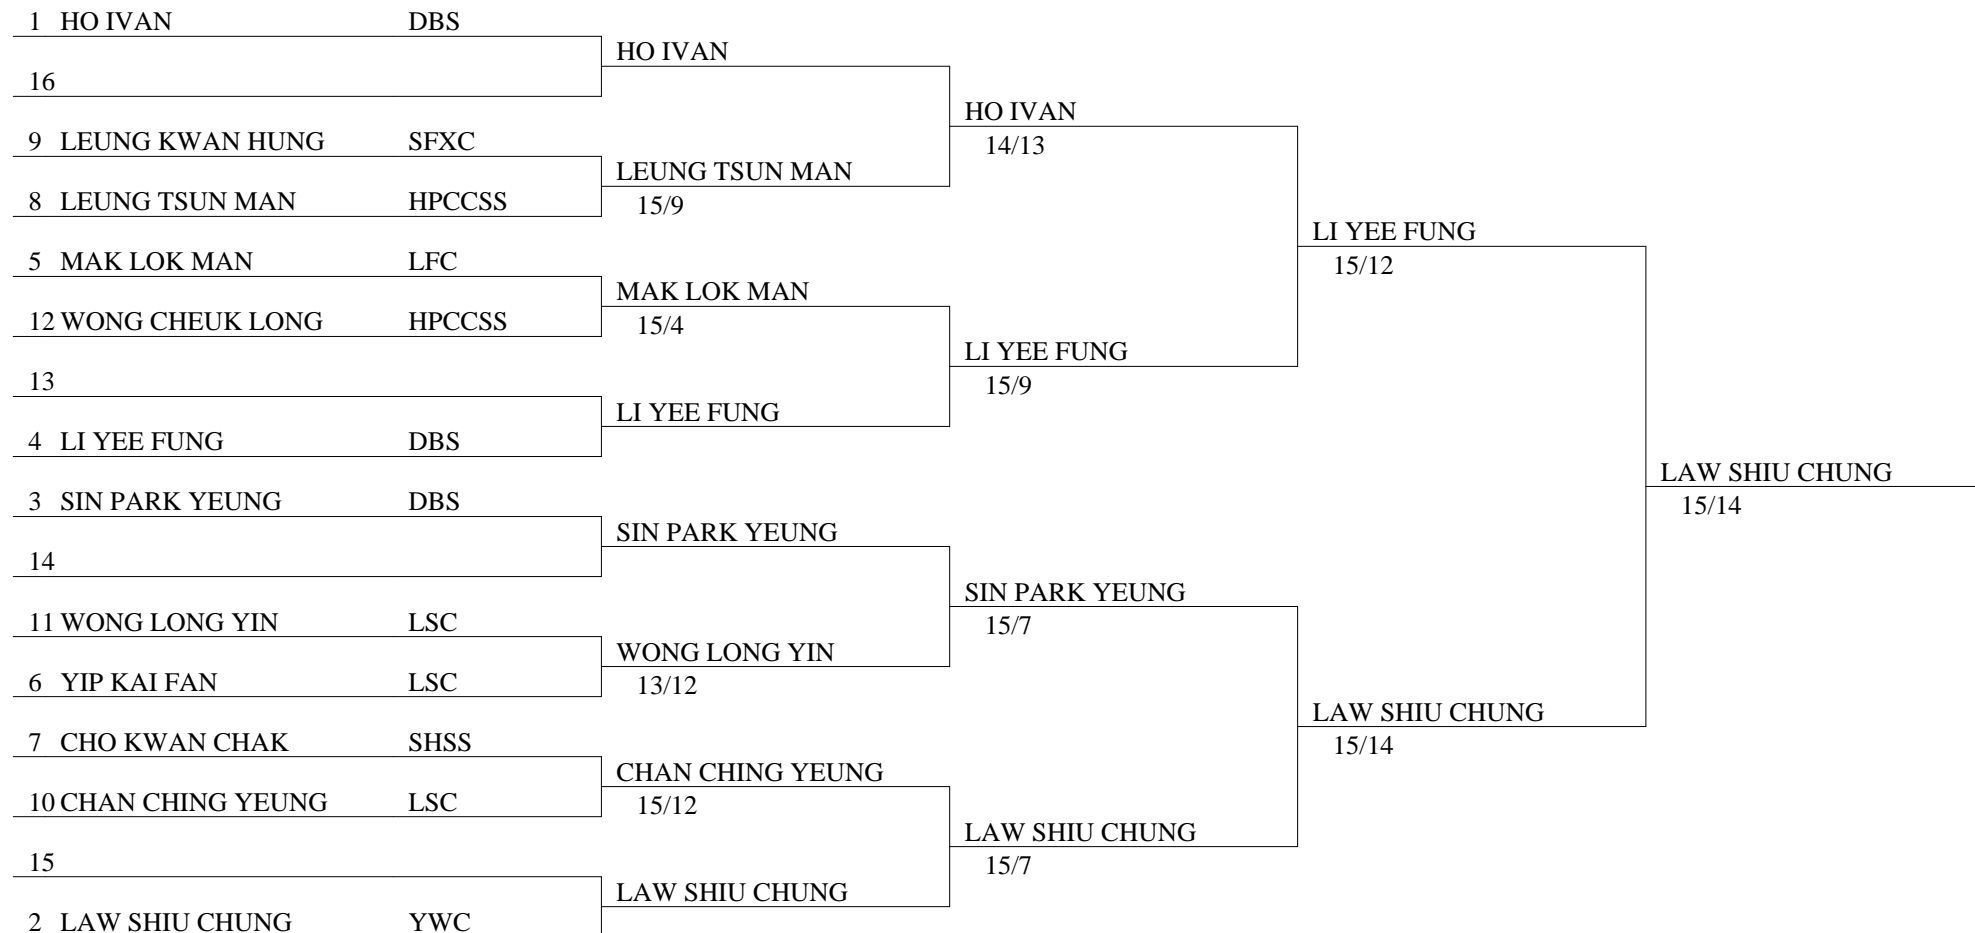 1 HO IVAN DBS
HO IVAN
16
HO IVAN
14/13
9 LEUNG KWAN HUNG SFXC
LEUNG TSUN MAN
15/9
8 LEUNG TSUN MAN HPCCSS
LI YEE FUNG
15/12
5 MAK LOK MAN LFC
MAK LOK MAN
15/4
12 WONG CHEUK LONG HPCCSS
LI YEE FUNG
15/9
13
LI YEE FUNG
4 LI YEE FUNG DBS
LAW SHIU CHUNG
15/14
3 SIN PARK YEUNG DBS
SIN PARK YEUNG
14
SIN PARK YEUNG
15/7
11 WONG LONG YIN LSC
WONG LONG YIN
13/12
6 YIP KAI FAN LSC
LAW SHIU CHUNG
15/14
7 CHO KWAN CHAK SHSS
CHAN CHING YEUNG
15/12
10 CHAN CHING YEUNG LSC
LAW SHIU CHUNG
15/7
15
LAW SHIU CHUNG
2 LAW SHIU CHUNG YWC